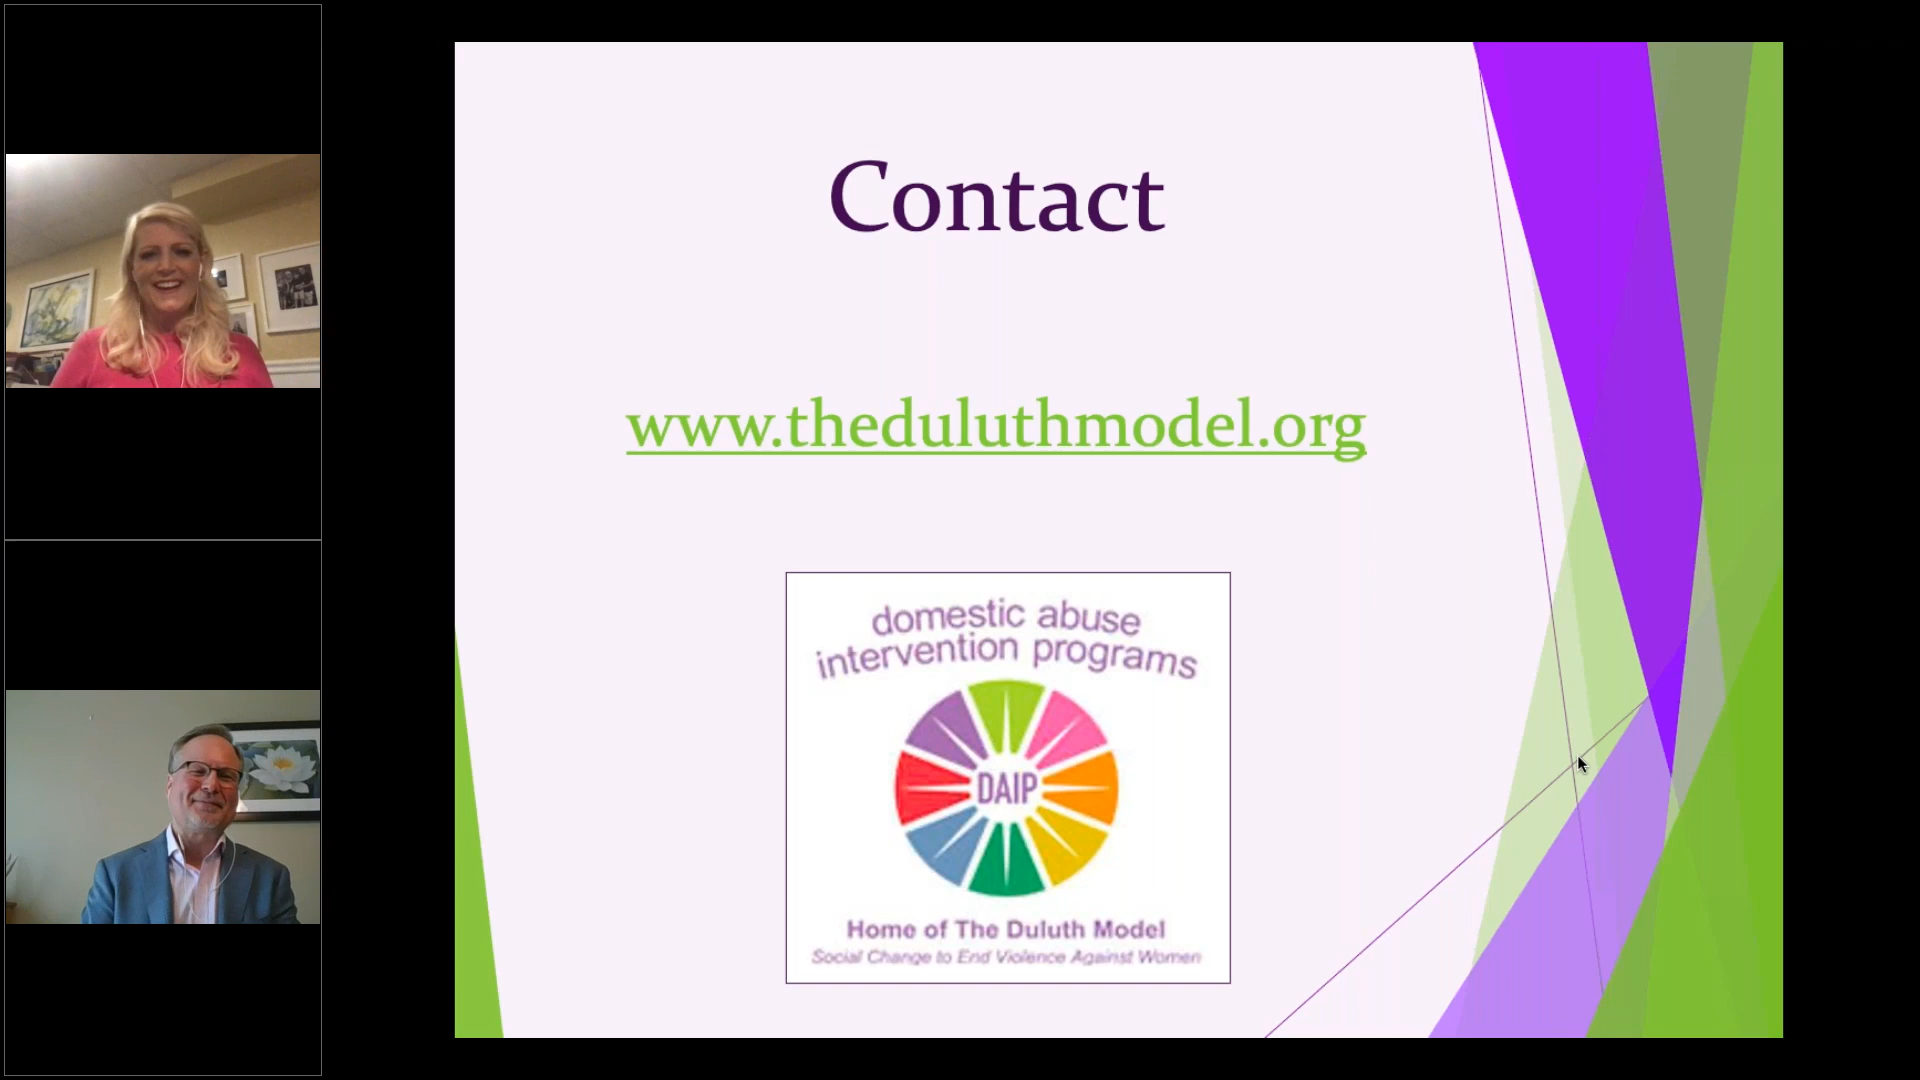 Contact
www.theduluthmodel.org
domestic abuse
intervention programs
DAIP
Home of The Duluth Model
Social Change to End Violence Against Women